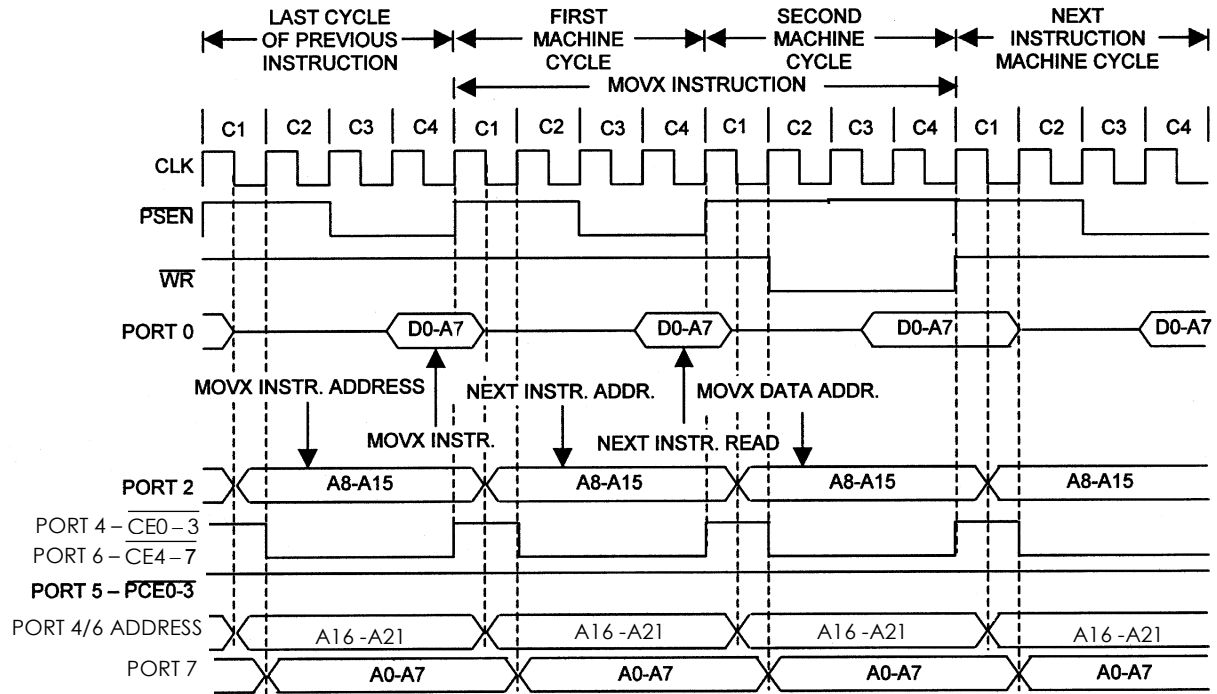 LAST CYCLE
OF PREVIOUS
INSTRUCTION
FIRST
MACHINE
CYCLE
SECOND
MACHINE
CYCLE
NEXT
INSTRUCTION
MACHINE CYCLE
MOVX INSTRUCTION
C1 C2 C3 C4 C1 C2 C3 C4 C1 C2 C3 C4 C1 C2 C3 C4
CLK
PSEN
WR
PORT 0 D0-A7 D0-A7 D0-A7 D0-A7
MOVX INSTR. ADDRESS NEXT INSTR. ADDR. MOVX DATA ADDR.
MOVX INSTR. NEXT INSTR. READ
PORT 2 A8-A15 A8-A15 A8-A15 A8-A15
PORT 4 – CE0 – 3
PORT 6 – CE4 – 7
PORT 5 – PCE0-3
PORT 4/6 ADDRESS A16 -A21 A16 -A21 A16 -A21 A16 -A21
PORT 7 A0-A7 A0-A7 A0-A7 A0-A7